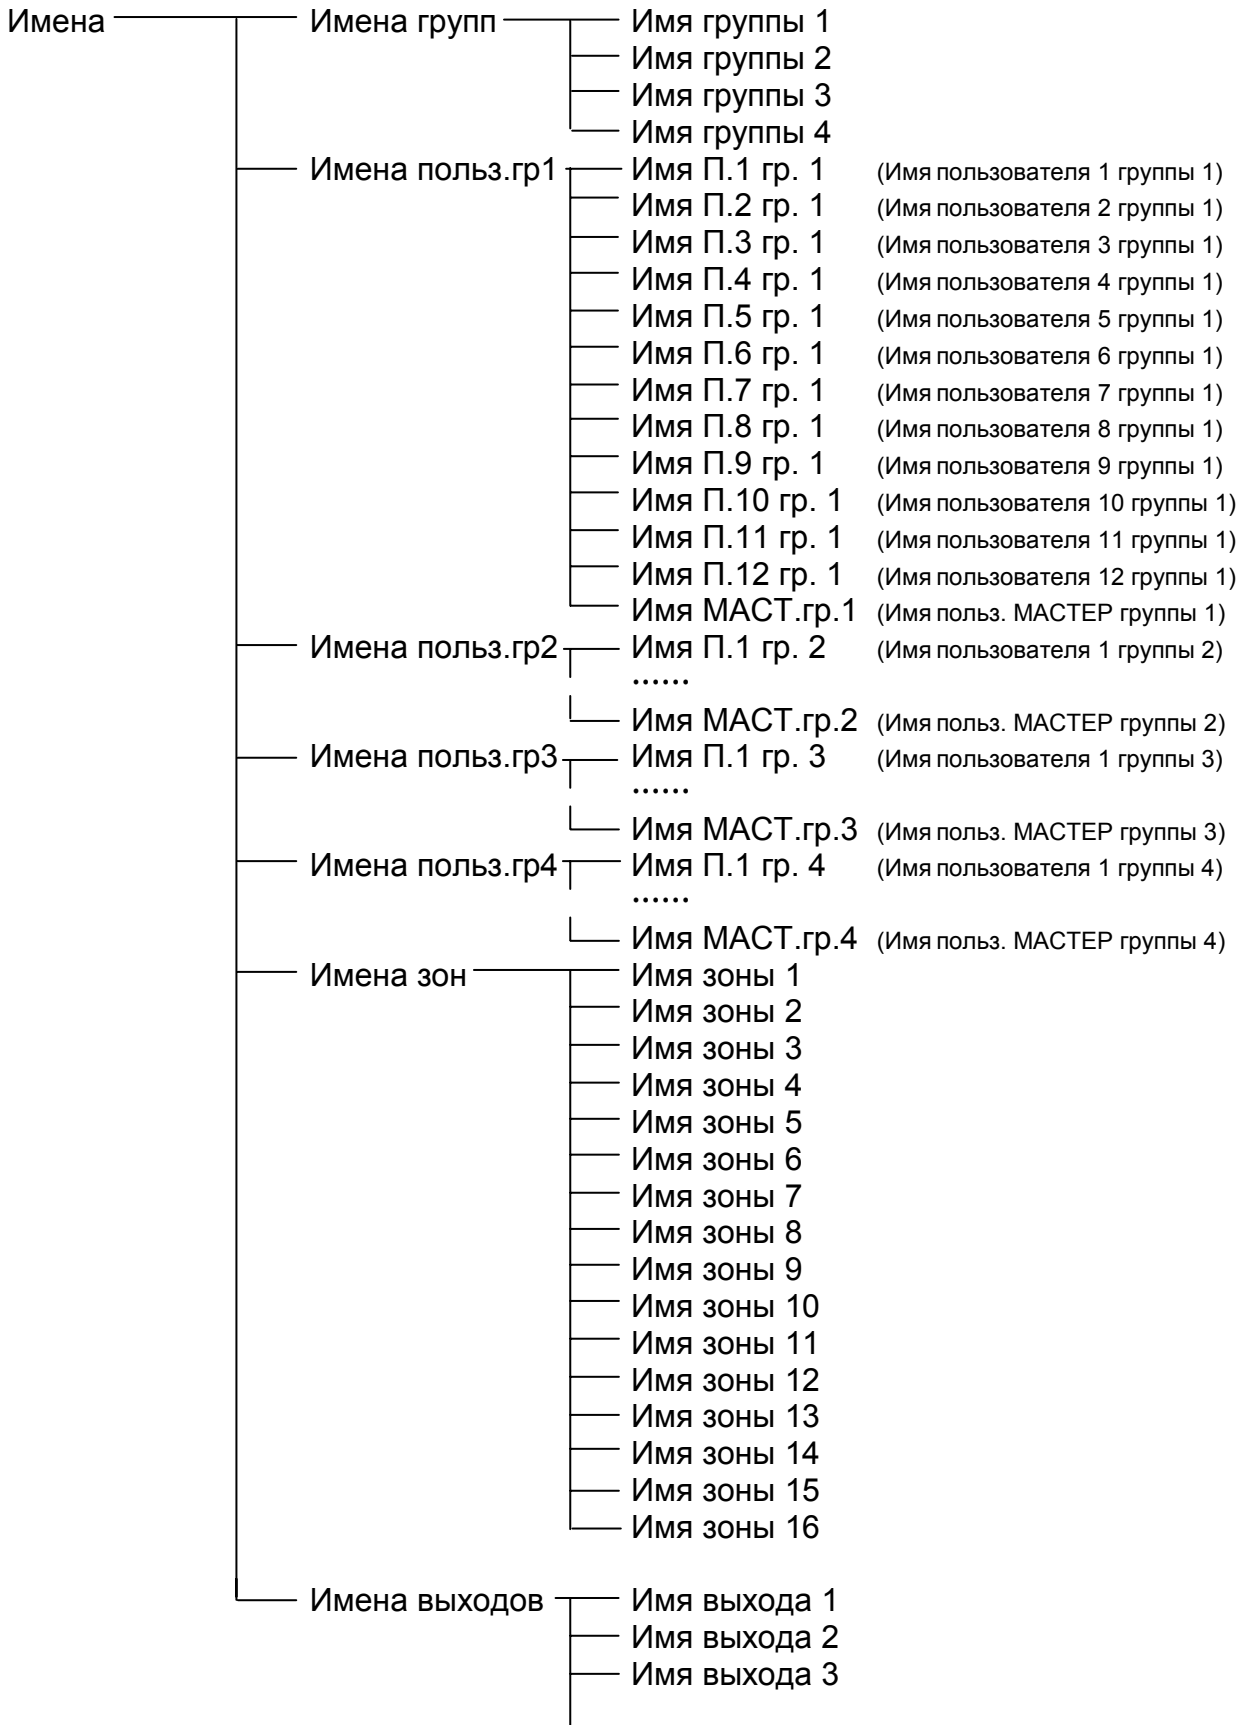 Имена Имена групп Имя группы 1
Имя группы 2
Имя группы 3
Имя группы 4
Имена польз.гр1 Имя П.1 гр. 1 (Имя пользователя 1 группы 1)
Имя П.2 гр. 1 (Имя пользователя 2 группы 1)
Имя П.3 гр. 1 (Имя пользователя 3 группы 1)
Имя П.4 гр. 1 (Имя пользователя 4 группы 1)
Имя П.5 гр. 1 (Имя пользователя 5 группы 1)
Имя П.6 гр. 1 (Имя пользователя 6 группы 1)
Имя П.7 гр. 1 (Имя пользователя 7 группы 1)
Имя П.8 гр. 1 (Имя пользователя 8 группы 1)
Имя П.9 гр. 1 (Имя пользователя 9 группы 1)
Имя П.10 гр. 1 (Имя пользователя 10 группы 1)
Имя П.11 гр. 1 (Имя пользователя 11 группы 1)
Имя П.12 гр. 1 (Имя пользователя 12 группы 1)
Имя МАСТ.гр.1 (Имя польз. МАСТЕР группы 1)
Имена польз.гр2 Имя П.1 гр. 2 (Имя пользователя 1 группы 2)
......
Имя МАСТ.гр.2 (Имя польз. МАСТЕР группы 2)
Имена польз.гр3 Имя П.1 гр. 3 (Имя пользователя 1 группы 3)
......
Имя МАСТ.гр.3 (Имя польз. МАСТЕР группы 3)
Имена польз.гр4 Имя П.1 гр. 4 (Имя пользователя 1 группы 4)
......
Имя МАСТ.гр.4 (Имя польз. МАСТЕР группы 4)
Имена зон Имя зоны 1
Имя зоны 2
Имя зоны 3
Имя зоны 4
Имя зоны 5
Имя зоны 6
Имя зоны 7
Имя зоны 8
Имя зоны 9
Имя зоны 10
Имя зоны 11
Имя зоны 12
Имя зоны 13
Имя зоны 14
Имя зоны 15
Имя зоны 16
Имена выходов Имя выхода 1
Имя выхода 2
Имя выхода 3